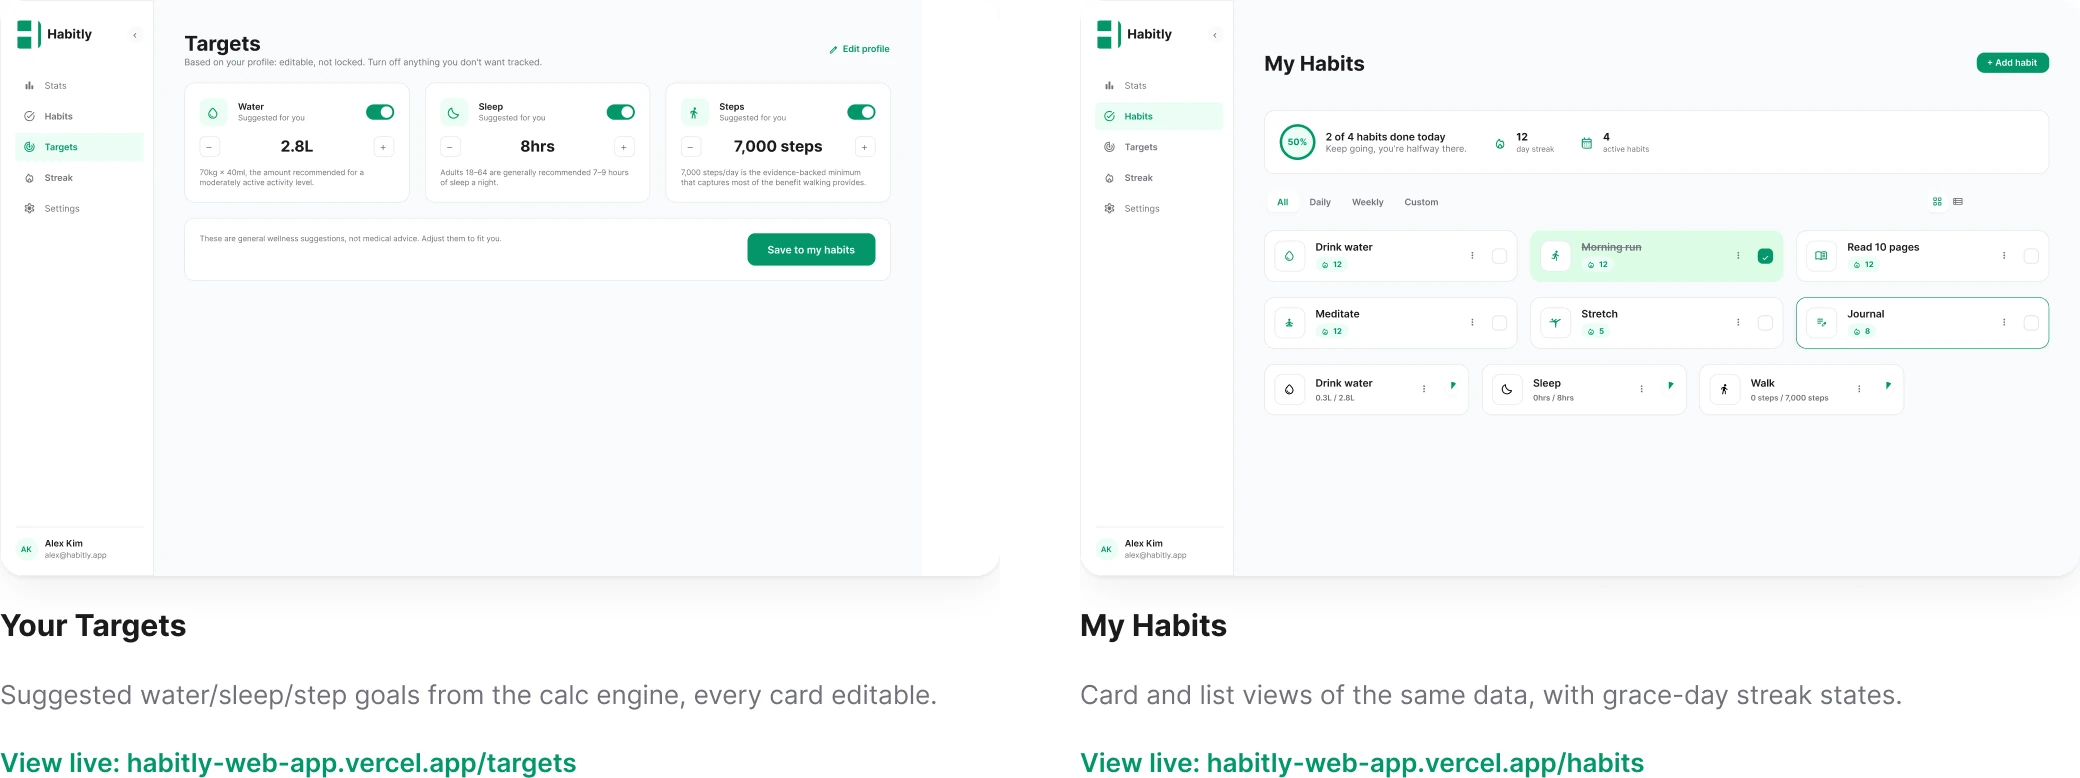 Habitly
Stats
Habits
Targets
Streak
Settings
AK
Alex Kim
alex@habitly.app
Targets
Based on your profile: editable, not locked. Turn off anything you don't want tracked.
Edit profile
Water
Suggested for you
− 2.8L +
70kg × 40ml, the amount recommended for a
moderately active activity level.
Sleep
Suggested for you
− 8hrs +
Adults 18–64 are generally recommended 7–9 hours
of sleep a night.
Steps
Suggested for you
− 7,000 steps +
7,000 steps/day is the evidence-backed minimum
that captures most of the benefit walking provides.
These are general wellness suggestions, not medical advice. Adjust them to fit you.
Save to my habits
Your Targets
Suggested water/sleep/step goals from the calc engine, every card editable.
View live: habitly-web-app.vercel.app/targets
Habitly
Stats
Habits
Targets
Streak
Settings
AK
Alex Kim
alex@habitly.app
My Habits
+ Add habit
50%
2 of 4 habits done today
Keep going, you're halfway there.
12
day streak
4
active habits
All Daily Weekly Custom
Drink water
12
Morning run
12
Read 10 pages
12
Meditate
12
Stretch
5
Journal
8
Drink water
0.3L / 2.8L
Sleep
0hrs / 8hrs
Walk
0 steps / 7,000 steps
My Habits
Card and list views of the same data, with grace-day streak states.
View live: habitly-web-app.vercel.app/habits